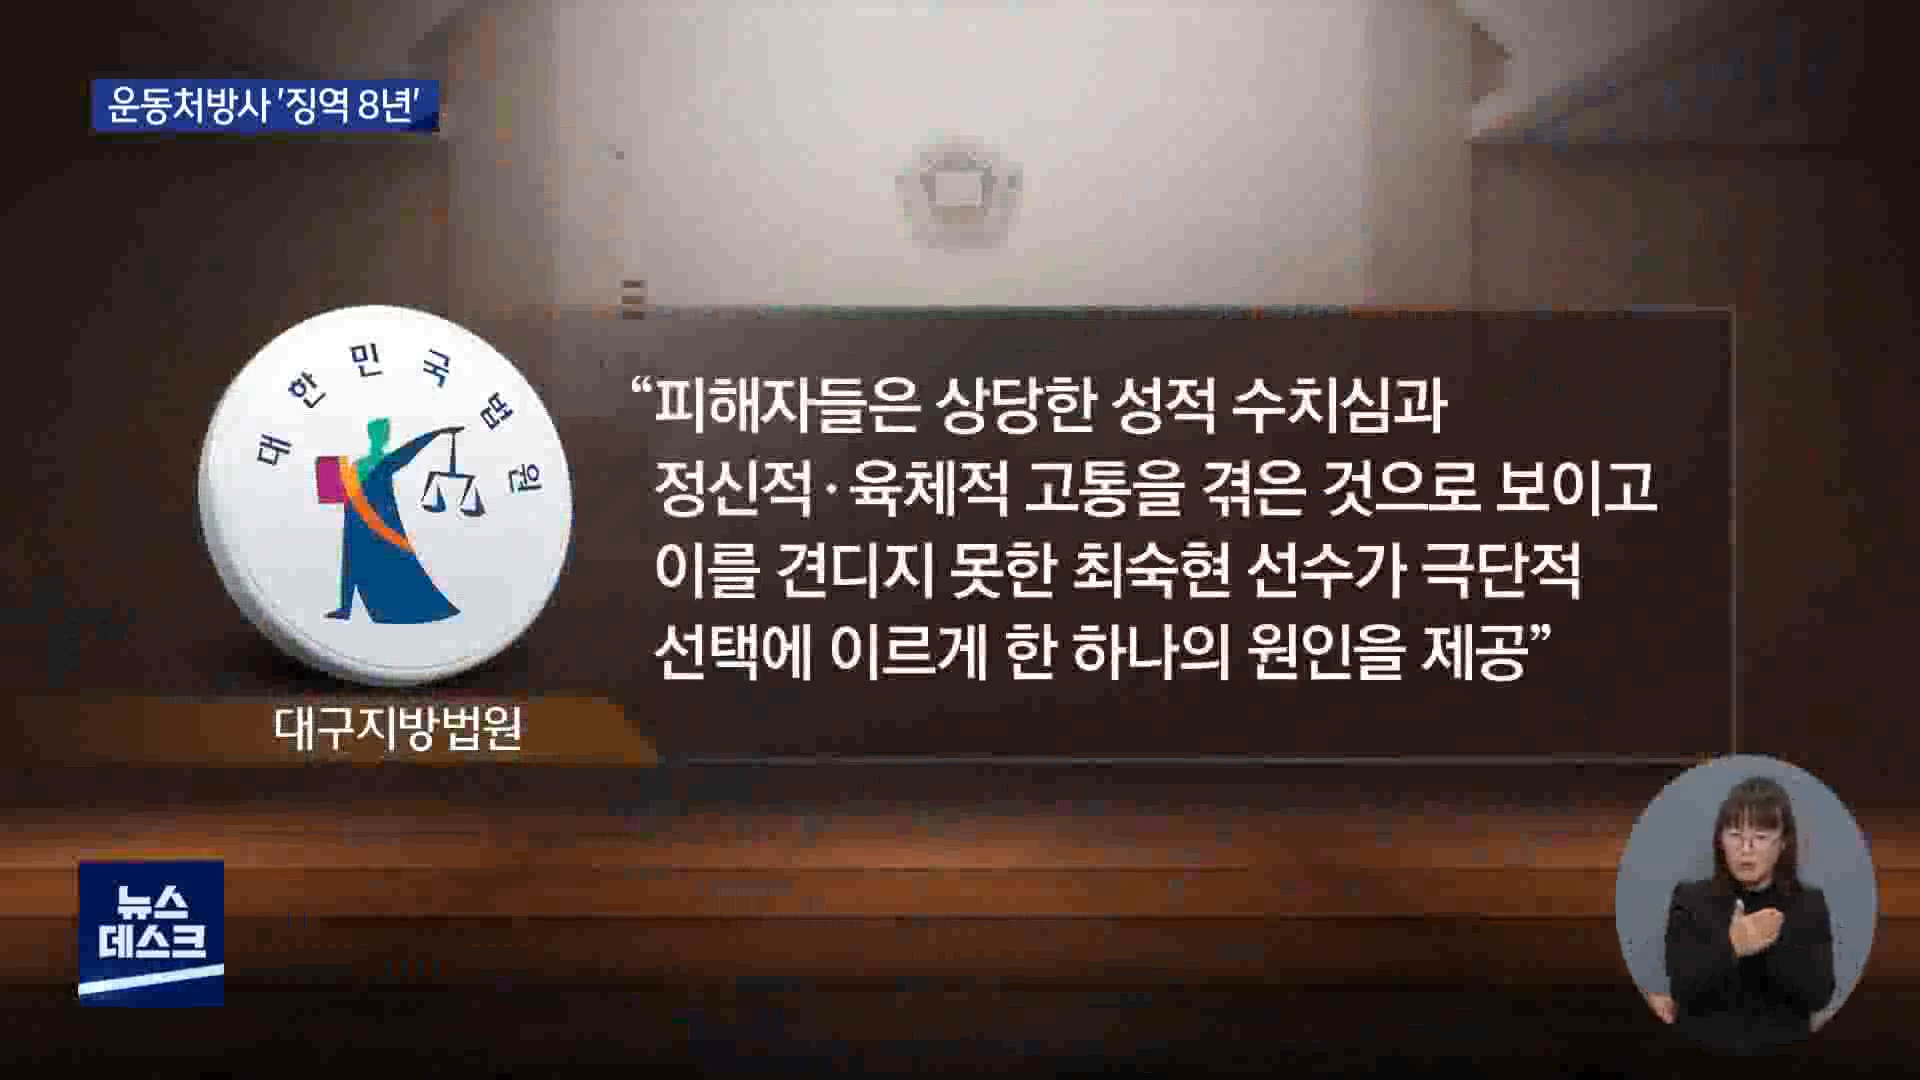 운동처방사 '징역 8년'
대한민국법원
“피해자들은 상당한 성적 수치심과
정신적·육체적 고통을 겪은 것으로 보이고
이를 견디지 못한 최숙현 선수가 극단적
선택에 이르게 한 하나의 원인을 제공”
대구지방법원
뉴스
데스크